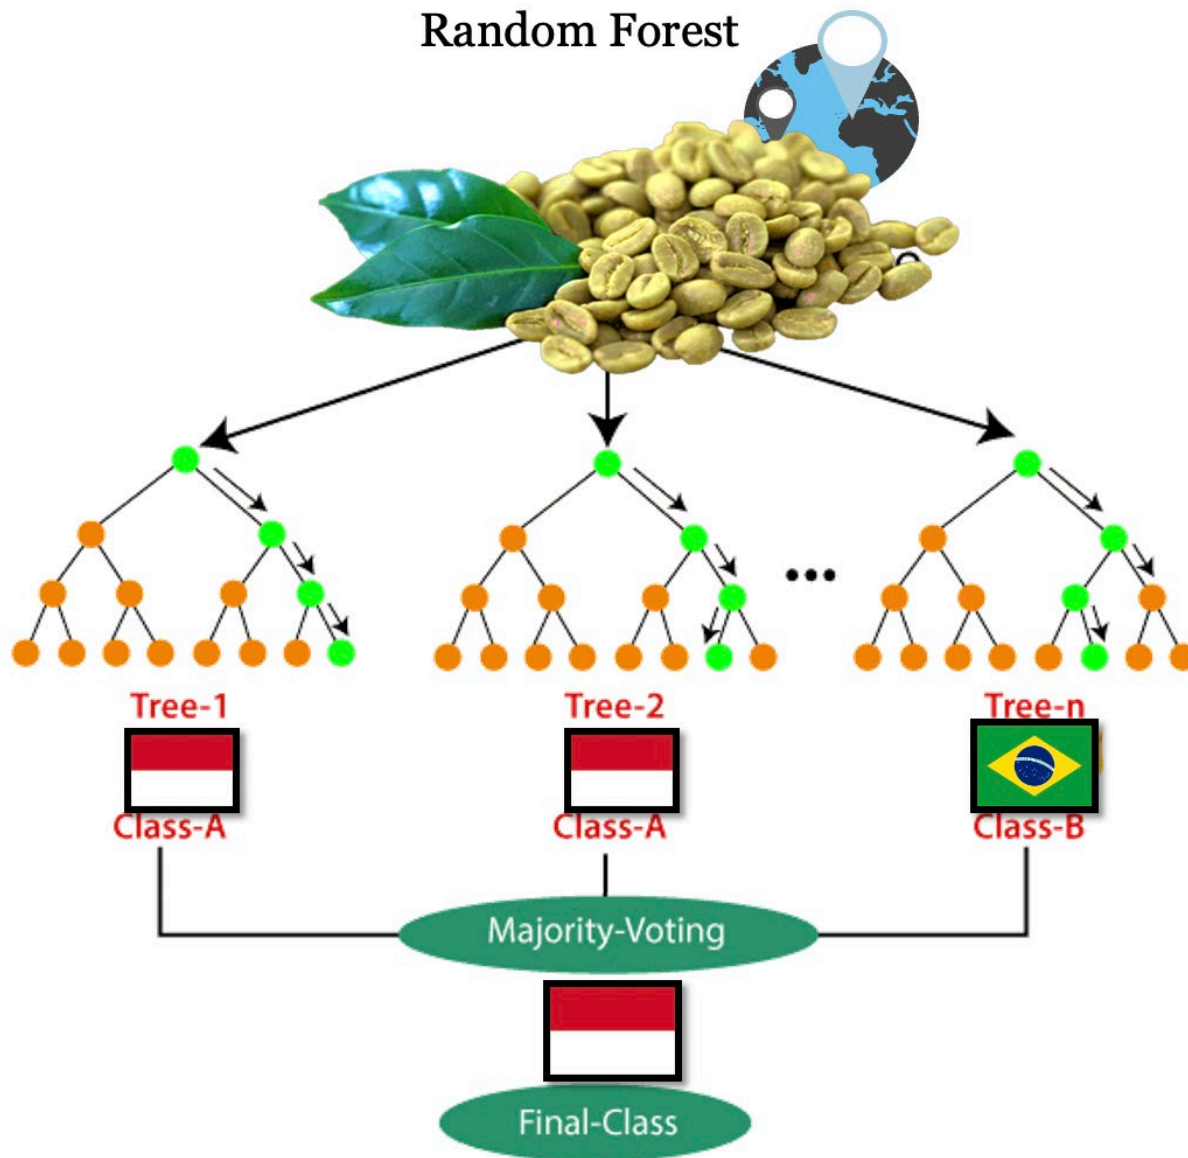 Random Forest
Tree-1
Tree-2
Tree-n
Class-A
Class-A
Class-B
Majority-Voting
Final-Class